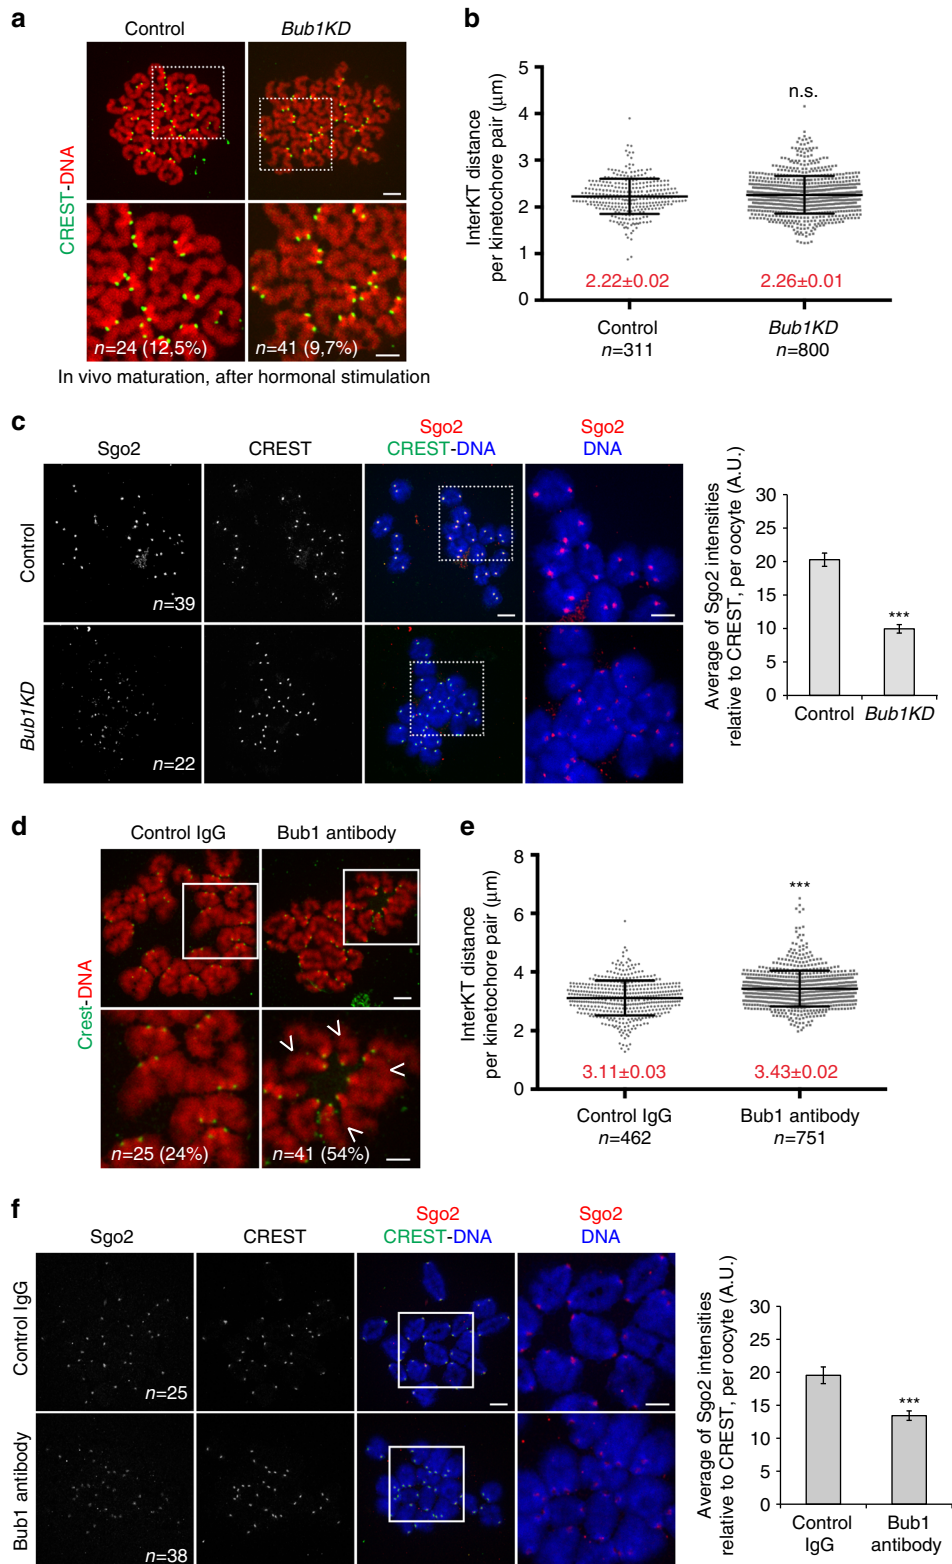 a
Control
Bub1KD
CREST-DNA
n=24 (12,5%)
n=41 (9,7%)
In vivo maturation, after hormonal stimulation
b
InterKT distance
per kinetochore pair (μm)
5
4
3
2
1
0
n.s.
2.22±0.02
2.26±0.01
Control
n=311
Bub1KD
n=800
c
Sgo2
CREST
Sgo2
CREST-DNA
Sgo2
DNA
Control
n=39
Bub1KD
n=22
Average of Sgo2 intensities
relative to CREST, per oocyte (A.U.)
30
25
20
15
10
5
0
***
Control
Bub1KD
d
Control IgG
Bub1 antibody
Crest-DNA
n=25 (24%)
n=41 (54%)
e
InterKT distance
per kinetochore pair (μm)
8
6
4
2
0
***
3.11±0.03
3.43±0.02
Control IgG
n=462
Bub1 antibody
n=751
f
Sgo2
CREST
Sgo2
CREST-DNA
Sgo2
DNA
Control IgG
n=25
Bub1 antibody
n=38
Average of Sgo2 intensities
relative to CREST, per oocyte (A.U.)
30
25
20
15
10
5
0
***
Control
IgG
Bub1
antibody